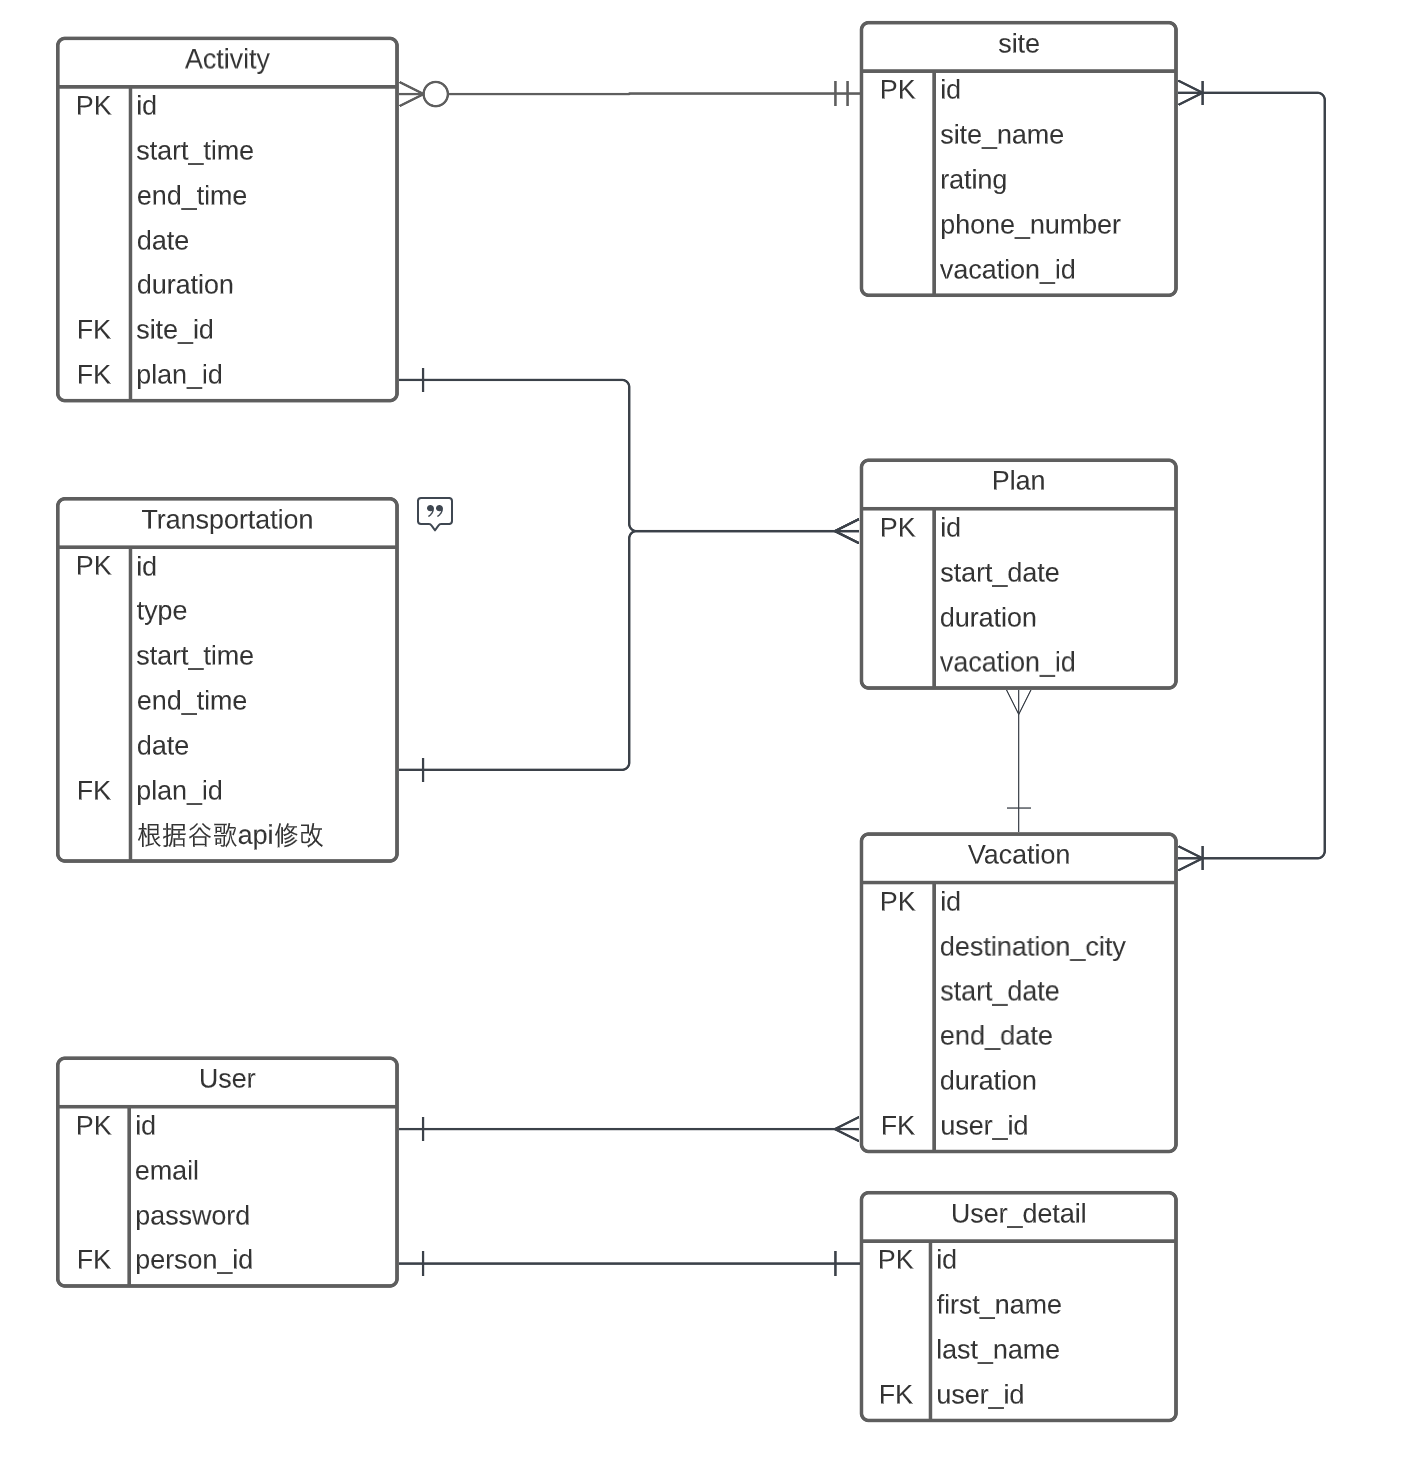 Activity
PK id
start_time
end_time
date
duration
FK site_id
FK plan_id
site
PK id
site_name
rating
phone_number
vacation_id
Transportation
PK id
type
start_time
end_time
date
FK plan_id
根据谷歌api修改
Plan
PK id
start_date
duration
vacation_id
Vacation
PK id
destination_city
start_date
end_date
duration
FK user_id
User
PK id
email
password
FK person_id
User_detail
PK id
first_name
last_name
FK user_id